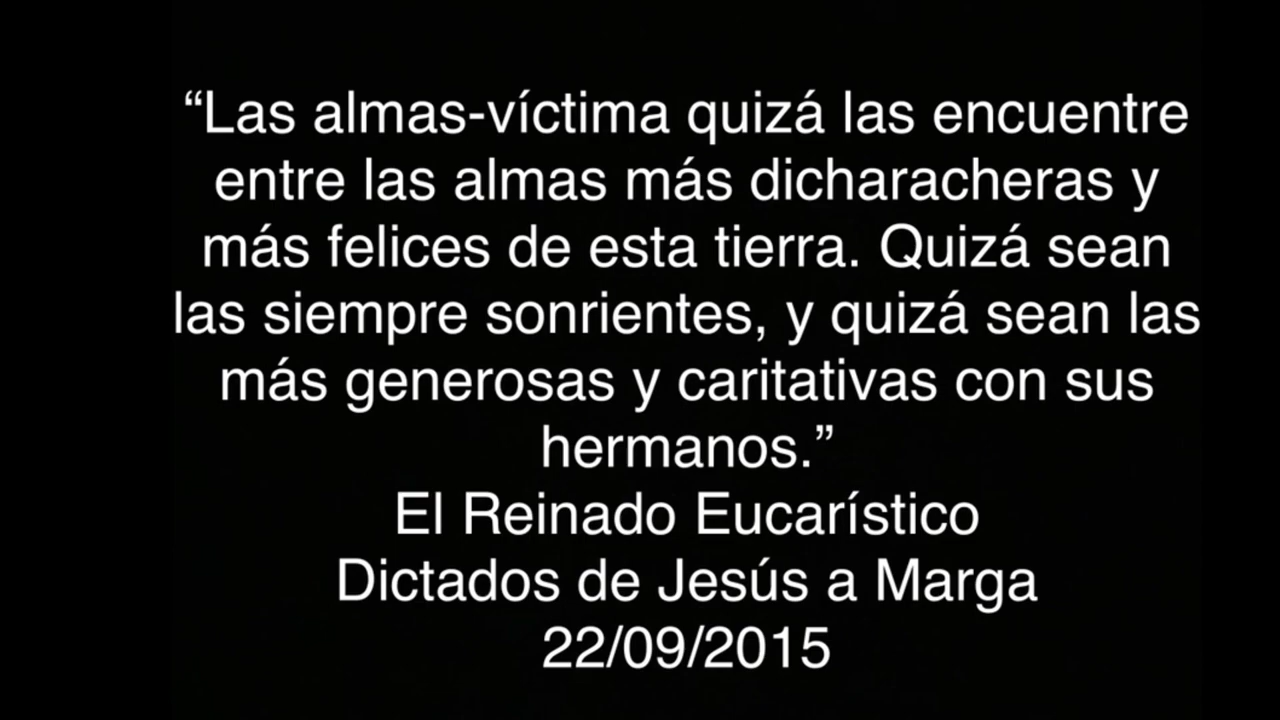 “Las almas-víctima quizá las encuentre
entre las almas más dicharacheras y
más felices de esta tierra. Quizá sean
las siempre sonrientes, y quizá sean las
más generosas y caritativas con sus
hermanos.”
El Reinado Eucarístico
Dictados de Jesús a Marga
22/09/2015